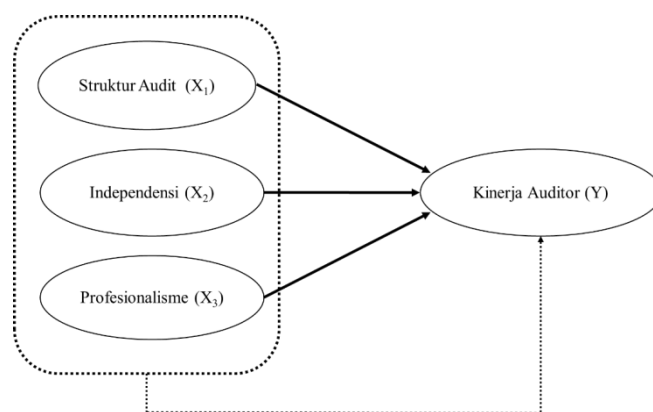 Struktur Audit (X₁)
Independensi (X₂)
Kinerja Auditor (Y)
Profesionalisme (X₃)